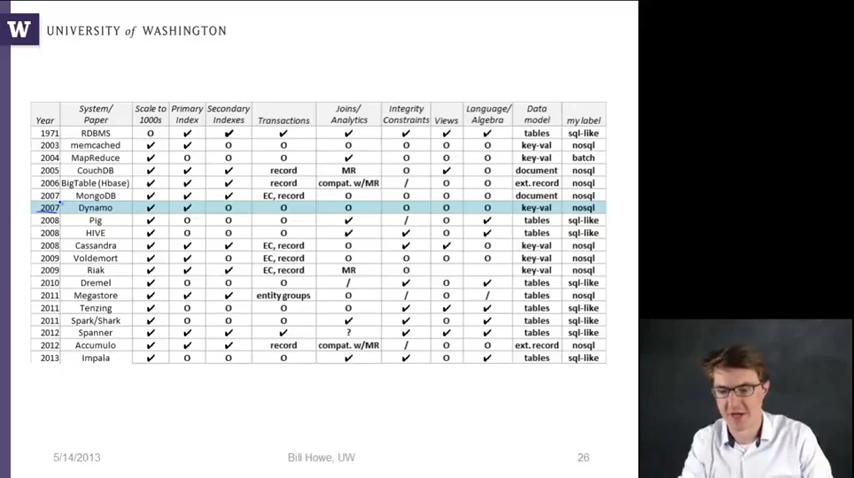 W UNIVERSITY of WASHINGTON
Year System/Paper Scale to 1000s Primary Index Secondary Indexes Transactions Joins/Analytics Integrity Constraints Views Language/Algebra Data model my label
1971 RDBMS O ✔ ✔ ✔ ✔ ✔ ✔ ✔ tables sql-like
2003 memcached ✔ ✔ O O O O O O key-val nosql
2004 MapReduce ✔ O O O ✔ O O O key-val batch
2005 CouchDB ✔ ✔ ✔ record MR O ✔ O document nosql
2006 BigTable (Hbase) ✔ ✔ ✔ record compat. w/MR / O O ext. record nosql
2007 MongoDB ✔ ✔ ✔ EC, record O O O O document nosql
2007 Dynamo ✔ ✔ O O O O O O key-val nosql
2008 Pig ✔ O O O ✔ / O ✔ tables sql-like
2008 HIVE ✔ O O O ✔ ✔ O ✔ tables sql-like
2008 Cassandra ✔ ✔ ✔ EC, record O ✔ ✔ O key-val nosql
2009 Voldemort ✔ ✔ O EC, record O O O O key-val nosql
2009 Riak ✔ ✔ ✔ EC, record MR O key-val nosql
2010 Dremel ✔ O O O / ✔ O ✔ tables sql-like
2011 Megastore ✔ ✔ ✔ entity groups O / O / tables nosql
2011 Tenzing ✔ O O O O ✔ ✔ ✔ tables sql-like
2011 Spark/Shark ✔ O O O ✔ ✔ O ✔ tables sql-like
2012 Spanner ✔ ✔ ✔ ✔ ? ✔ ✔ ✔ tables sql-like
2012 Accumulo ✔ ✔ ✔ record compat. w/MR / O O ext. record nosql
2013 Impala ✔ O O O ✔ ✔ O ✔ tables sql-like
5/14/2013 Bill Howe, UW 26